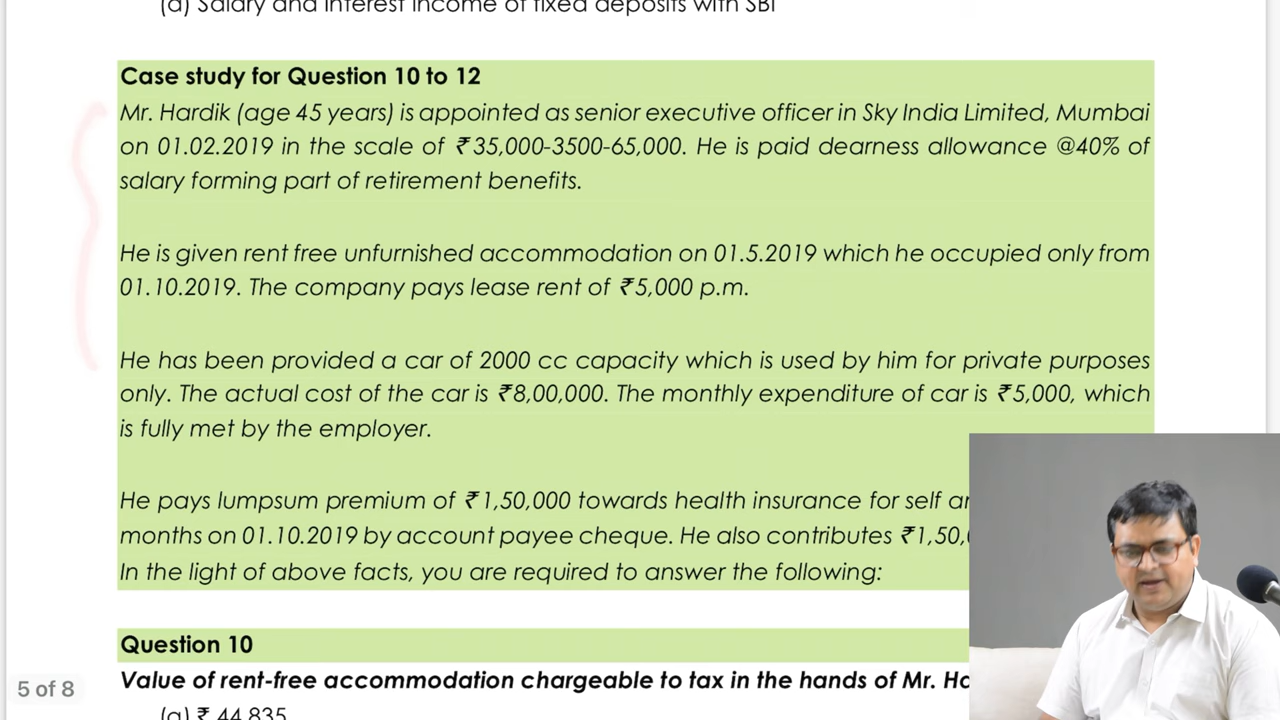 (d) Salary and interest income of fixed deposits with SBI
Case study for Question 10 to 12
Mr. Hardik (age 45 years) is appointed as senior executive officer in Sky India Limited, Mumbai
on 01.02.2019 in the scale of ₹35,000-3500-65,000. He is paid dearness allowance @40% of
salary forming part of retirement benefits.
He is given rent free unfurnished accommodation on 01.5.2019 which he occupied only from
01.10.2019. The company pays lease rent of ₹5,000 p.m.
He has been provided a car of 2000 cc capacity which is used by him for private purposes
only. The actual cost of the car is ₹8,00,000. The monthly expenditure of car is ₹5,000, which
is fully met by the employer.
He pays lumpsum premium of ₹1,50,000 towards health insurance for self
months on 01.10.2019 by account payee cheque. He also contributes
In the light of above facts, you are required to answer the following:
Question 10
Value of rent-free accommodation chargeable to tax in the hands of Mr.
(a) ₹ 44,835
5 of 8